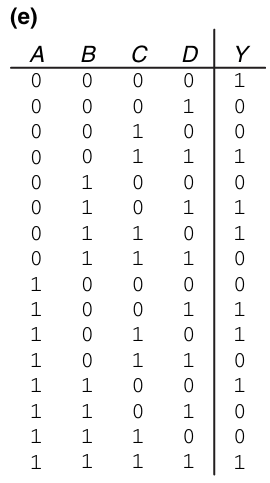 (e)
A B C D Y
0 0 0 0 1
0 0 0 1 0
0 0 1 0 0
0 0 1 1 1
0 1 0 0 0
0 1 0 1 1
0 1 1 0 1
0 1 1 1 0
1 0 0 0 0
1 0 0 1 1
1 0 1 0 1
1 0 1 1 0
1 1 0 0 1
1 1 0 1 0
1 1 1 0 0
1 1 1 1 1